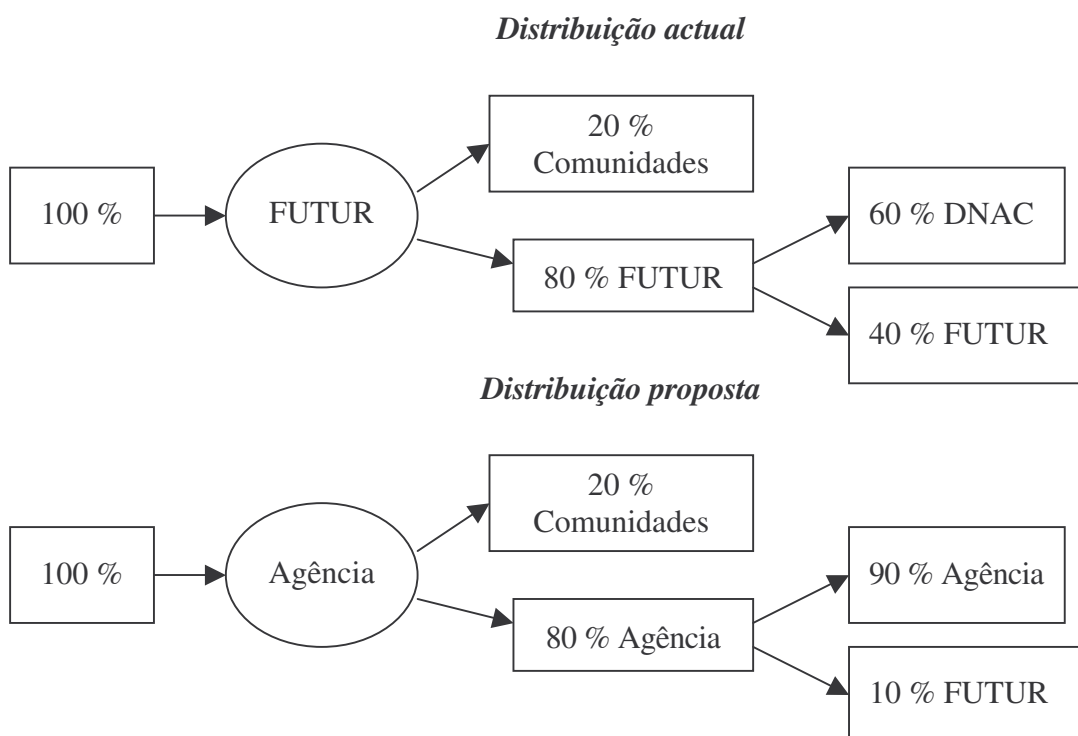 Distribuição actual
20 %
Comunidades
100 %
FUTUR
60 % DNAC
80 % FUTUR
40 % FUTUR
Distribuição proposta
20 %
Comunidades
100 %
Agência
90 % Agência
80 % Agência
10 % FUTUR